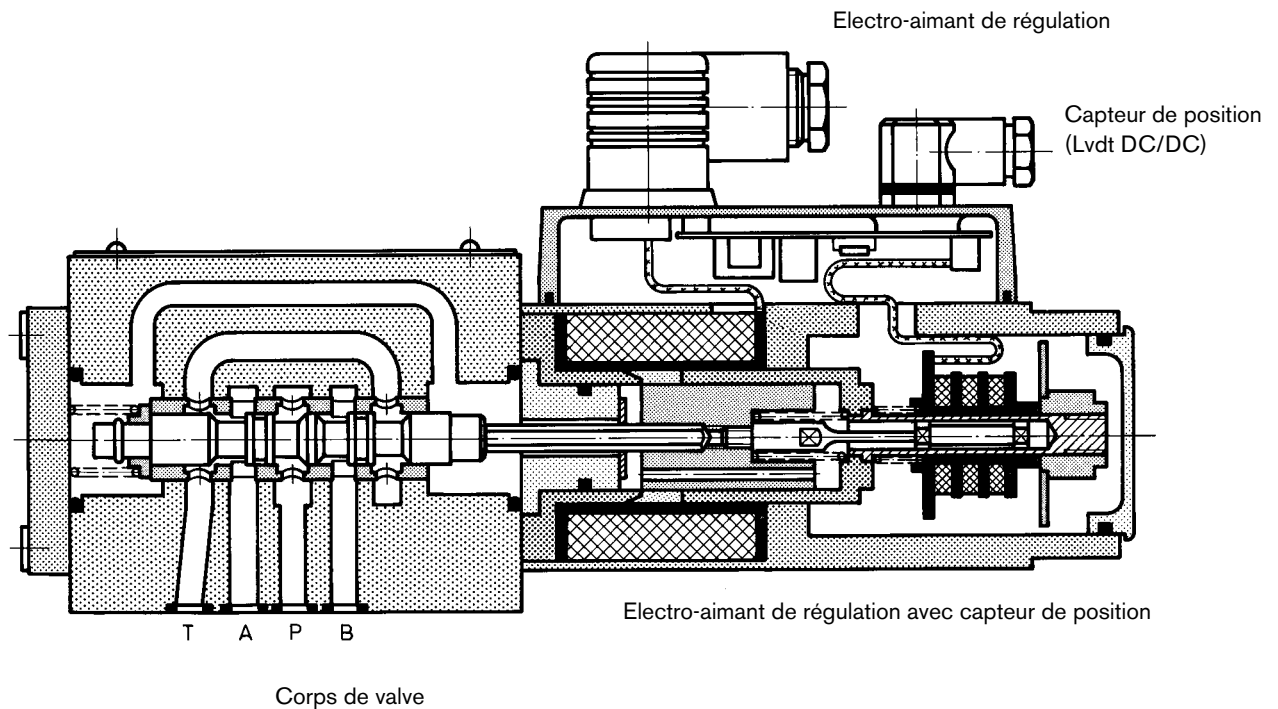 Electro-aimant de régulation
Capteur de position
(Lvdt DC/DC)
T A P B
Electro-aimant de régulation avec capteur de position
Corps de valve